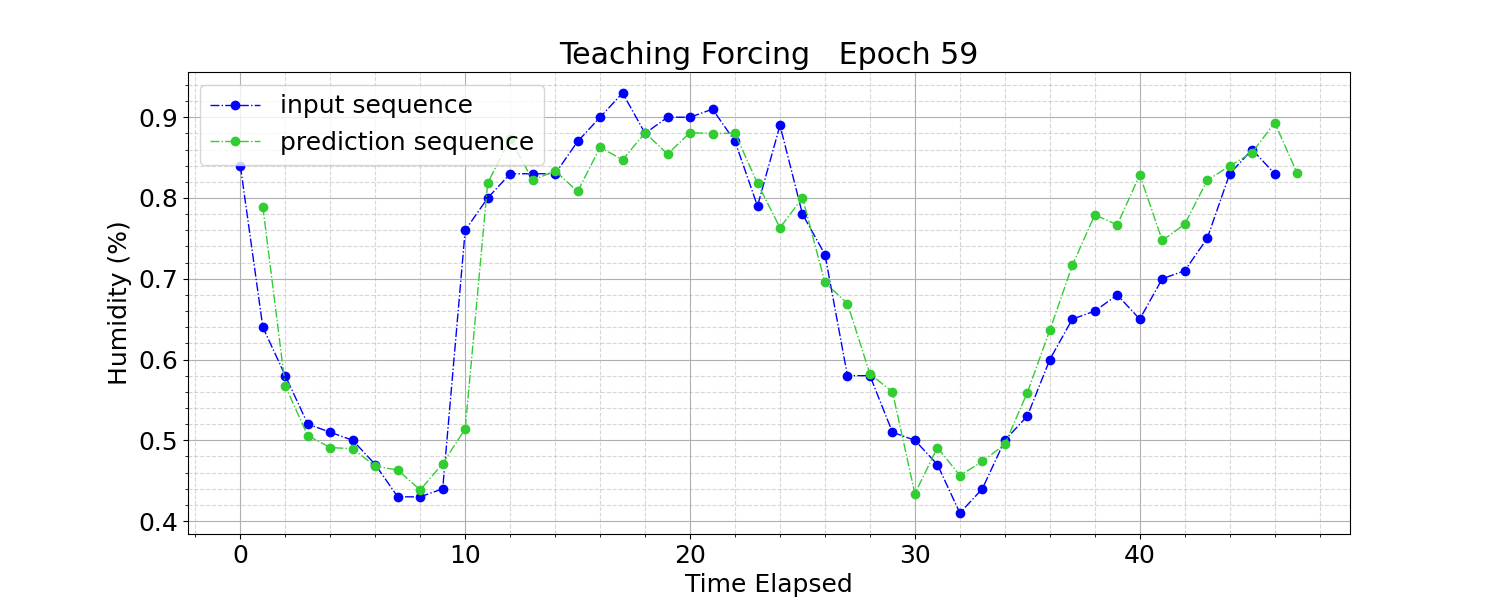 Teaching Forcing   Epoch 59
input sequence
prediction sequence
Humidity (%)
0.9
0.8
0.7
0.6
0.5
0.4
0 10 20 30 40
Time Elapsed